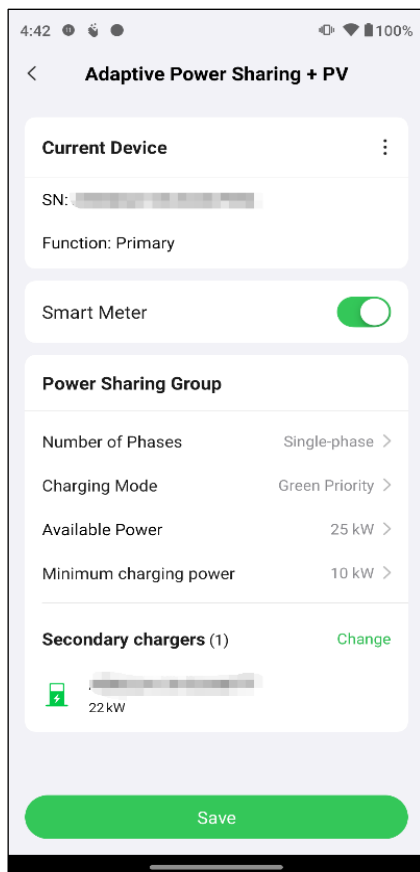 4:42 100%
Adaptive Power Sharing + PV
Current Device
SN:
Function: Primary
Smart Meter
Power Sharing Group
Number of Phases Single-phase
Charging Mode Green Priority
Available Power 25 kW
Minimum charging power 10 kW
Secondary chargers (1) Change
22kW
Save